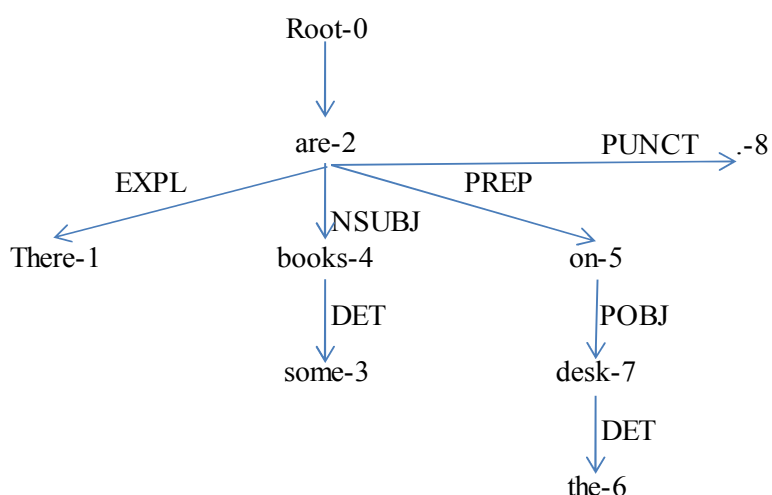 Root-0
are-2
PUNCT
.-8
EXPL
PREP
NSUBJ
There-1
books-4
on-5
DET
POBJ
some-3
desk-7
DET
the-6